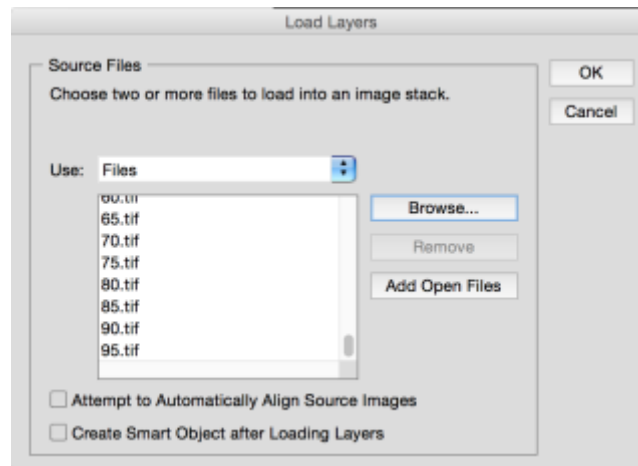 Load Layers
Source Files
Choose two or more files to load into an image stack.
OK
Cancel
Use: Files
60.tif
65.tif
70.tif
75.tif
80.tif
85.tif
90.tif
95.tif
Browse...
Remove
Add Open Files
Attempt to Automatically Align Source Images
Create Smart Object after Loading Layers